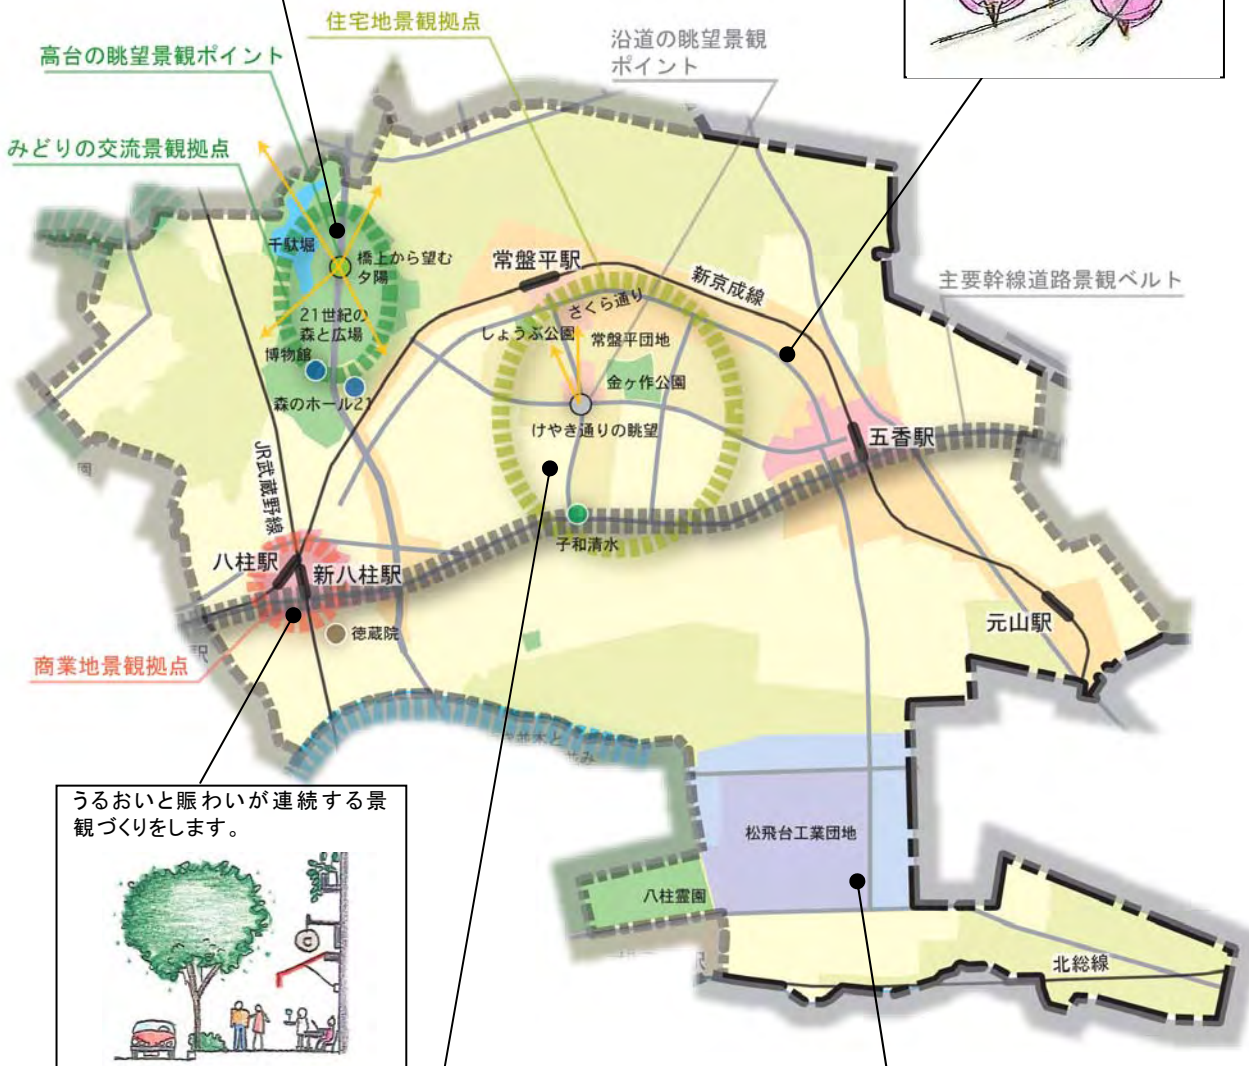 住宅地景観拠点
沿道の眺望景観
ポイント
高台の眺望景観ポイント
みどりの交流景観拠点
千駄堀
橋上から望む
夕陽
常盤平駅
新京成線
主要幹線道路景観ベルト
さくら通り
21世紀の
森と広場
しょうぶ公園
常盤平団地
博物館
金ヶ作公園
森のホール21
けやき通りの眺望
五香駅
JR武蔵野線
子和清水
八柱駅
新八柱駅
元山駅
徳蔵院
商業地景観拠点
駅
うるおいと賑わいが連続する景
観づくりをします。
松飛台工業団地
八柱霊園
北総線